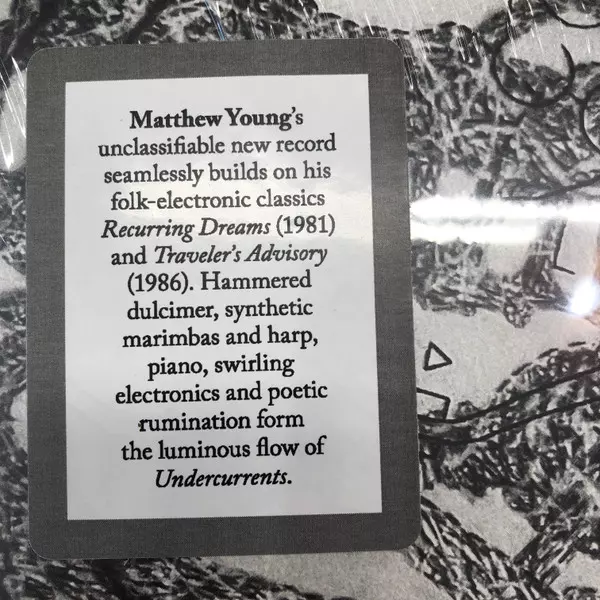 Matthew Young's
unclassifiable new record
seamlessly builds on his
folk-electronic classics
Recurring Dreams (1981)
and Traveler's Advisory
(1986). Hammered
dulcimer, synthetic
marimbas and harp,
piano, swirling
electronics and poetic
rumination form
the luminous flow of
Undercurrents.